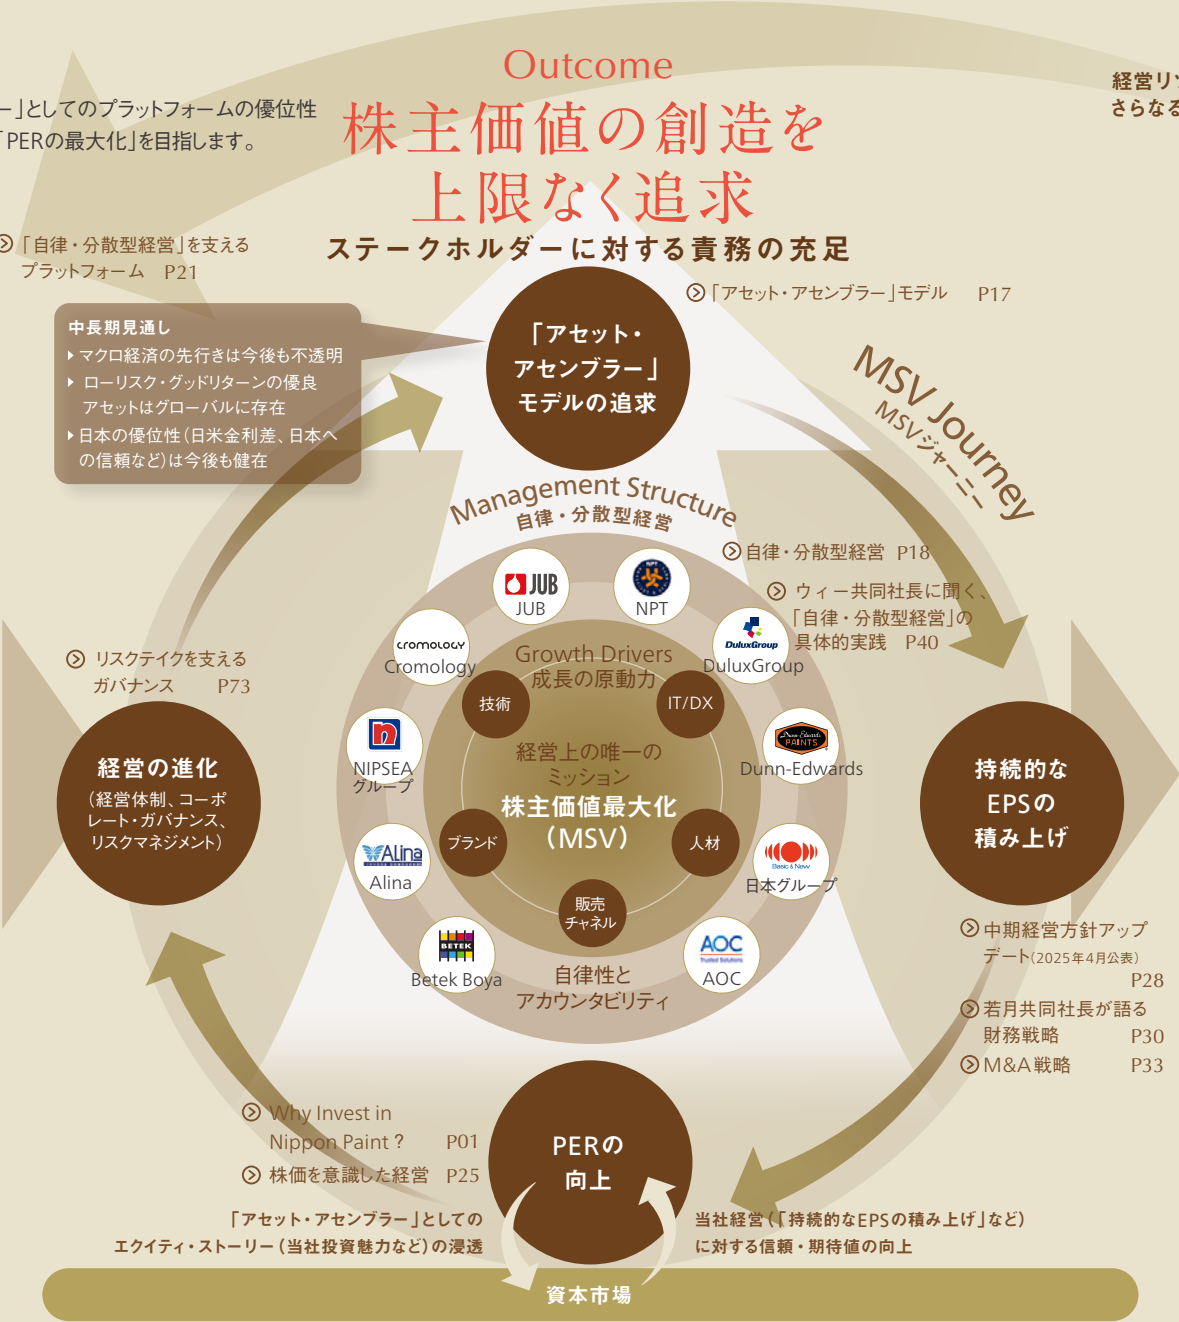 Outcome
株主価値の創造を
上限なく追求
ステークホルダーに対する責務の充足
ー」としてのプラットフォームの優位性
「PERの最大化」を目指します。
経営リソ
さらなる
「自律・分散型経営」を支える
プラットフォーム P21
中長期見通し
マクロ経済の先行きは今後も不透明
ローリスク・グッドリターンの優良
アセットはグローバルに存在
日本の優位性（日米金利差、日本へ
の信頼など）は今後も健在
「アセット・
アセンブラー」
モデルの追求
「アセット・アセンブラー」モデル P17
MSV Journey
MSVジャーニー
Management Structure
自律・分散型経営
自律・分散型経営 P18
ウィー共同社長に聞く、
「自律・分散型経営」の
具体的実践 P40
JUB
JUB
NPT
NPT
cromology
Cromology
DuluxGroup
DuluxGroup
NIPSEA
グループ
Dunn-Edwards
PAINTS
Dunn-Edwards
Alina
Alina
Basic & New
日本グループ
BETEK
Betek Boya
AOC
Trusted Solutions
AOC
Growth Drivers
成長の原動力
技術
IT/DX
経営上の唯一の
ミッション
株主価値最大化
（MSV）
ブランド
人材
販売
チャネル
自律性と
アカウンタビリティ
リスクテイクを支える
ガバナンス P73
経営の進化
（経営体制、コーポ
レート・ガバナンス、
リスクマネジメント）
持続的な
EPSの
積み上げ
中期経営方針アップ
デート（2025年4月公表）
P28
若月共同社長が語る
財務戦略 P30
M&A戦略 P33
Why Invest in
Nippon Paint ? P01
株価を意識した経営 P25
PERの
向上
「アセット・アセンブラー」としての
エクイティ・ストーリー（当社投資魅力など）の浸透
当社経営（「持続的なEPSの積み上げ」など）
に対する信頼・期待値の向上
資本市場